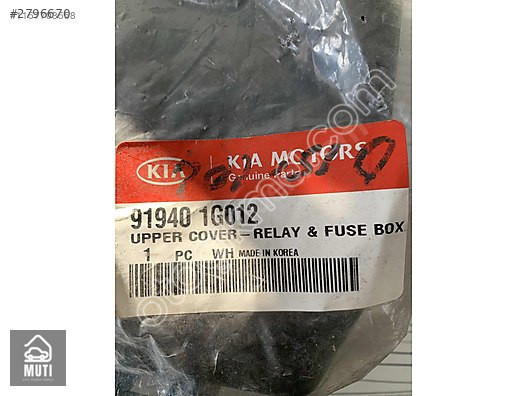 #2796670
KIA
KIA MOTORS
Genuine Parts
91940 1G012
UPPER COVER-RELAY & FUSE BOX
1 PC WH MADE IN KOREA
MUTI